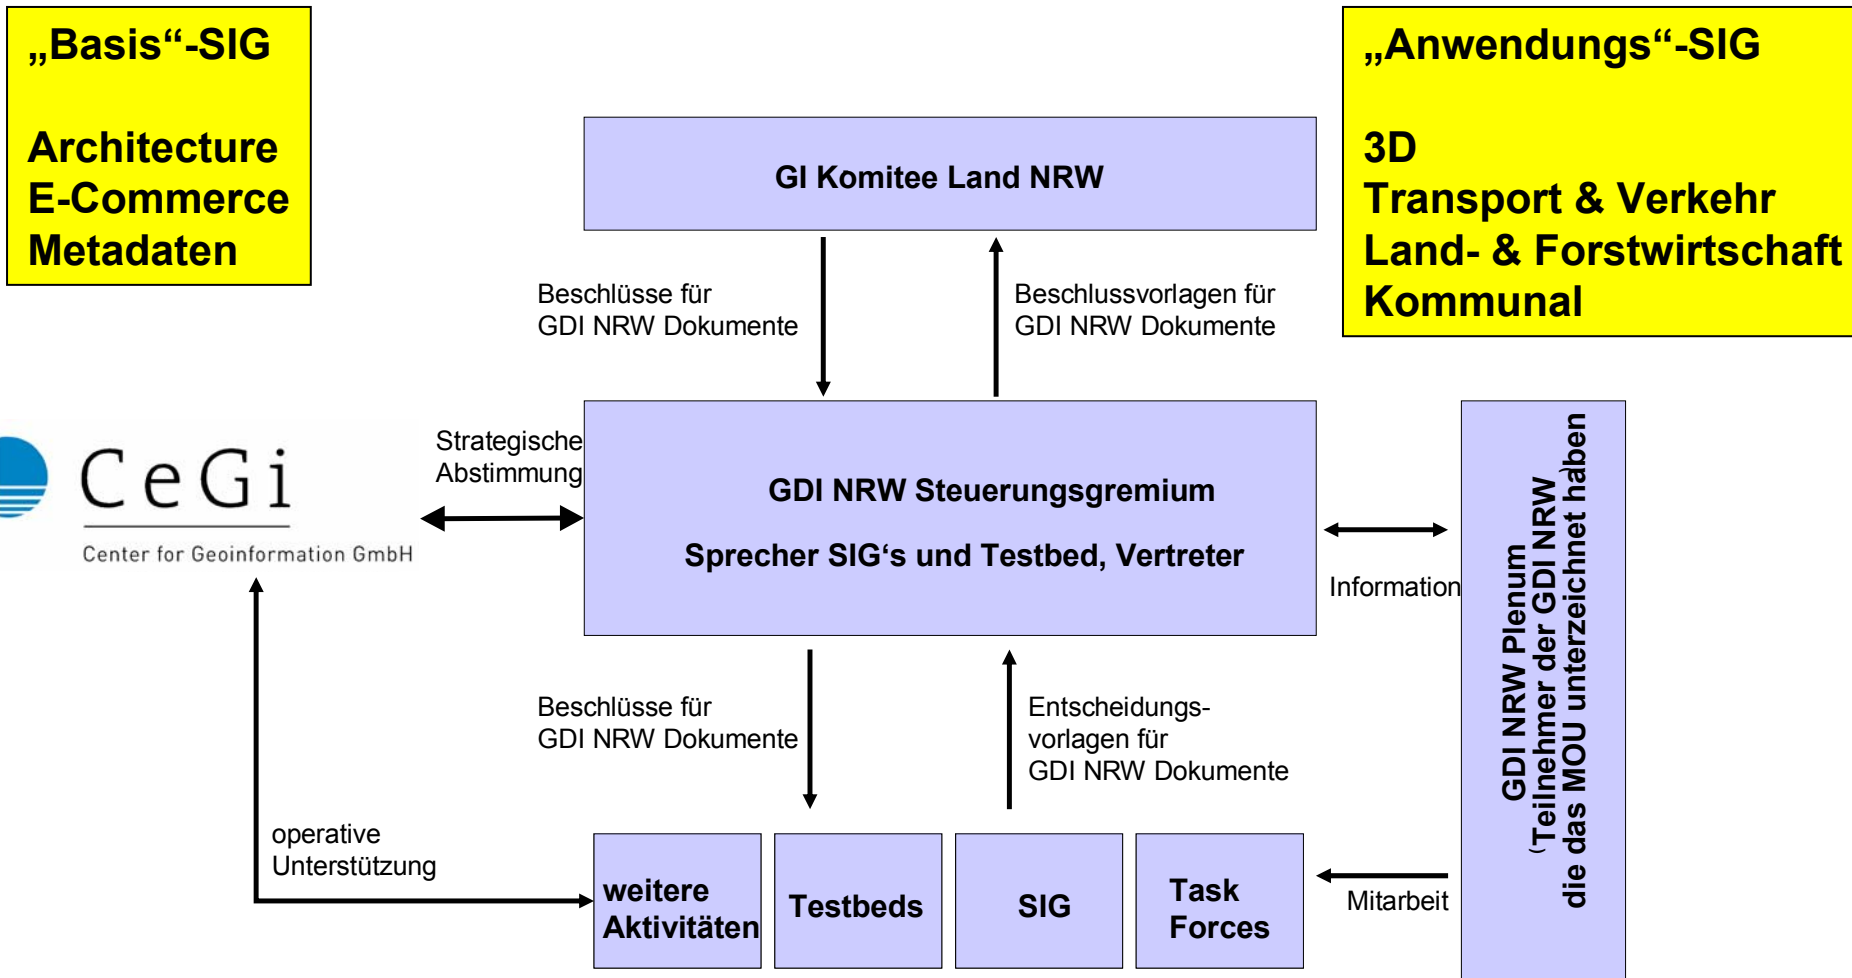 „Basis“-SIG
Architecture
E-Commerce
Metadaten
„Anwendungs“-SIG
3D
Transport & Verkehr
Land- & Forstwirtschaft
Kommunal
GI Komitee Land NRW
Beschlüsse für
GDI NRW Dokumente
Beschlussvorlagen für
GDI NRW Dokumente
CeGi
Center for Geoinformation GmbH
Strategische
Abstimmung
GDI NRW Steuerungsgremium
Sprecher SIG‘s und Testbed, Vertreter
Information
GDI NRW Plenum
(Teilnehmer der GDI NRW)
die das MOU unterzeichnet haben
Beschlüsse für
GDI NRW Dokumente
Entscheidungs-
vorlagen für
GDI NRW Dokumente
operative
Unterstützung
weitere
Aktivitäten
Testbeds
SIG
Task
Forces
Mitarbeit